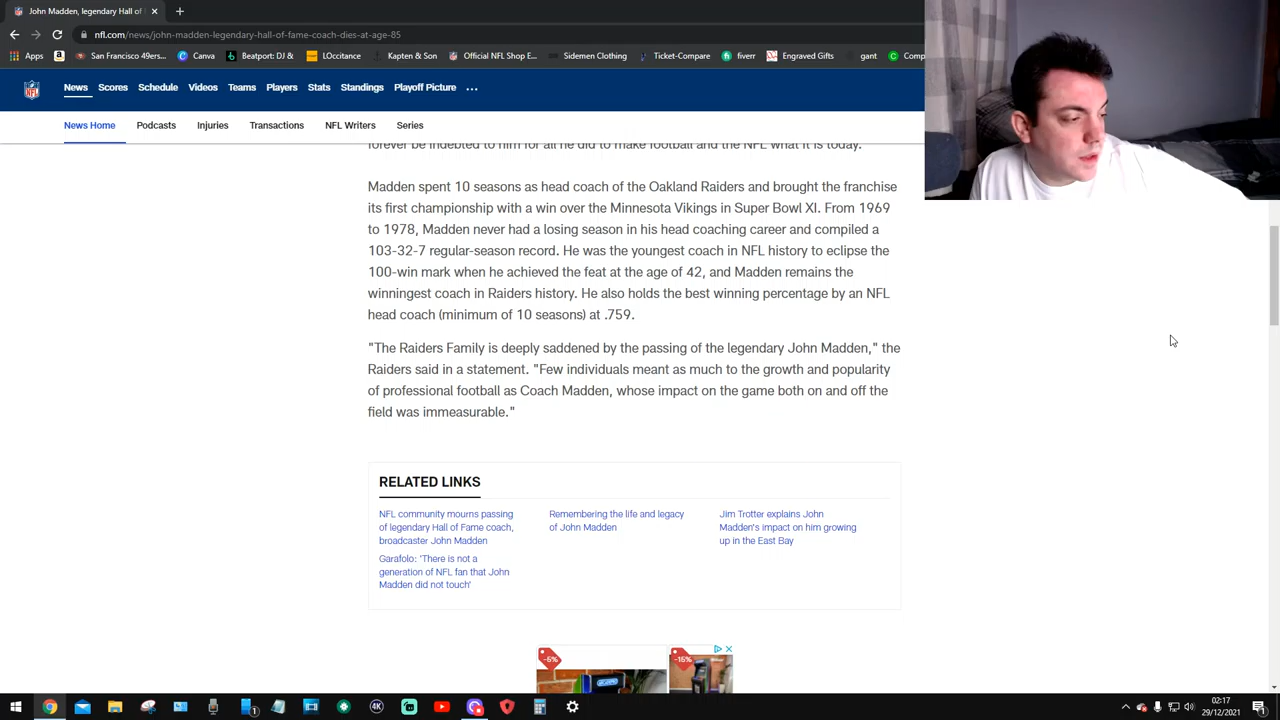 John Madden, legendary Hall of
nfl.com/news/john-madden-legendary-hall-of-fame-coach-dies-at-age-85
Apps
San Francisco 49ers...
Canva
Beatport: DJ &
LOccitance
Kapten & Son
Official NFL Shop E...
Sidemen Clothing
Ticket-Compare
fiverr
Engraved Gifts
gant
Comp
News
Scores
Schedule
Videos
Teams
Players
Stats
Standings
Playoff Picture
...
News Home
Podcasts
Injuries
Transactions
NFL Writers
Series
forever be indebted to him for all he did to make football and the NFL what it is today.
Madden spent 10 seasons as head coach of the Oakland Raiders and brought the franchise
its first championship with a win over the Minnesota Vikings in Super Bowl XI. From 1969
to 1978, Madden never had a losing season in his head coaching career and compiled a
103-32-7 regular-season record. He was the youngest coach in NFL history to eclipse the
100-win mark when he achieved the feat at the age of 42, and Madden remains the
winningest coach in Raiders history. He also holds the best winning percentage by an NFL
head coach (minimum of 10 seasons) at .759.
"The Raiders Family is deeply saddened by the passing of the legendary John Madden," the
Raiders said in a statement. "Few individuals meant as much to the growth and popularity
of professional football as Coach Madden, whose impact on the game both on and off the
field was immeasurable."
RELATED LINKS
NFL community mourns passing
of legendary Hall of Fame coach,
broadcaster John Madden
Remembering the life and legacy
of John Madden
Jim Trotter explains John
Madden's impact on him growing
up in the East Bay
Garafolo: 'There is not a
generation of NFL fan that John
Madden did not touch'
-5%
-15%
4K
02:17
29/12/2021